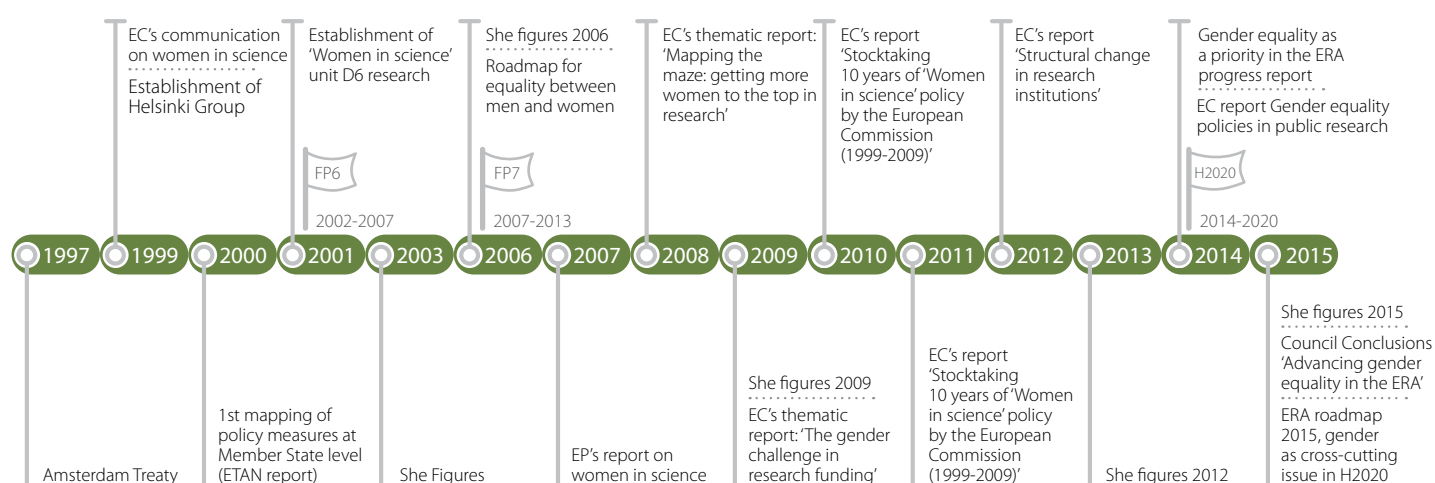 EC's communication
on women in science
Establishment of
Helsinki Group
Establishment of
'Women in science'
unit D6 research
FP6
2002-2007
She figures 2006
Roadmap for
equality between
men and women
FP7
2007-2013
EC's thematic report:
'Mapping the
maze: getting more
women to the top in
research'
EC's report
'Stocktaking
10 years of 'Women
in science' policy
by the European
Commission
(1999-2009)'
EC's report
'Structural change
in research
institutions'
Gender equality as
a priority in the ERA
progress report
EC report Gender equality
policies in public research
H2020
2014-2020
1997
1999
2000
2001
2003
2006
2007
2008
2009
2010
2011
2012
2013
2014
2015
Amsterdam Treaty
1st mapping of
policy measures at
Member State level
(ETAN report)
She Figures
EP's report on
women in science
She figures 2009
EC's thematic
report: 'The gender
challenge in
research funding'
EC's report
'Stocktaking
10 years of 'Women
in science' policy
by the European
Commission
(1999-2009)'
She figures 2012
She figures 2015
Council Conclusions
'Advancing gender
equality in the ERA'
ERA roadmap
2015, gender
as cross-cutting
issue in H2020